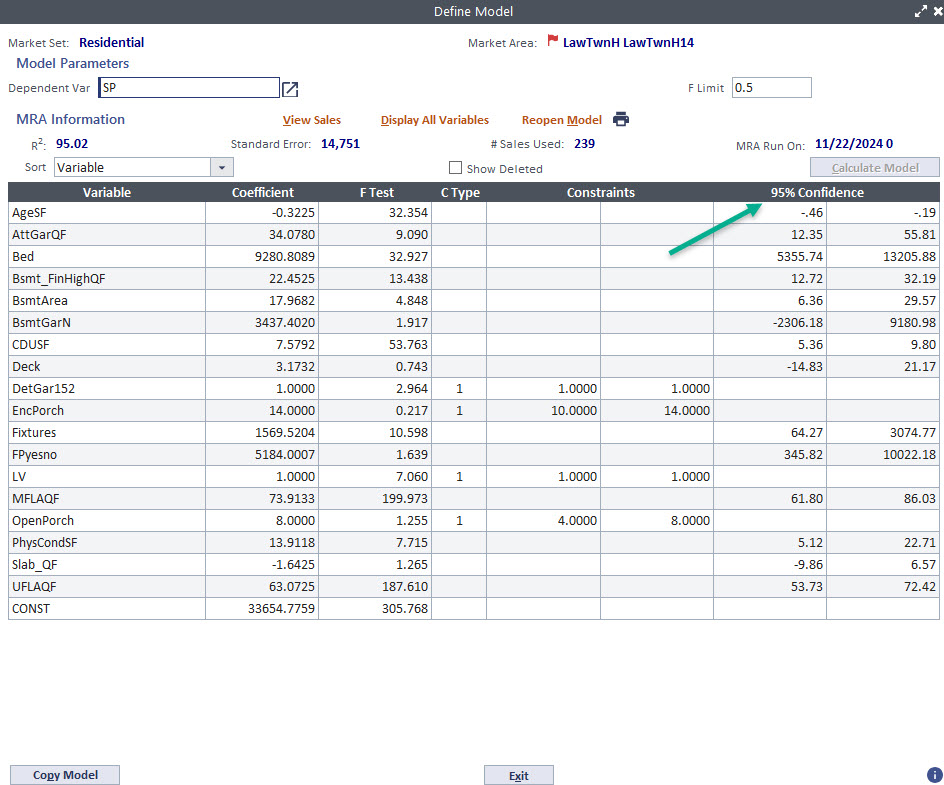 Define Model
Market Set: Residential Market Area: LawTwnH LawTwnH14
Model Parameters
Dependent Var SP F Limit 0.5
MRA Information View Sales Display All Variables Reopen Model
R2: 95.02 Standard Error: 14,751 # Sales Used: 239 MRA Run On: 11/22/2024 0
Sort Variable Show Deleted Calculate Model
Variable Coefficient F Test C Type Constraints 95% Confidence
AgeSF -0.3225 32.354 -.46 -.19
AttGarQF 34.0780 9.090 12.35 55.81
Bed 9280.8089 32.927 5355.74 13205.88
Bsmt_FinHighQF 22.4525 13.438 12.72 32.19
BsmtArea 17.9682 4.848 6.36 29.57
BsmtGarN 3437.4020 1.917 -2306.18 9180.98
CDUSF 7.5792 53.763 5.36 9.80
Deck 3.1732 0.743 -14.83 21.17
DetGar152 1.0000 2.964 1 1.0000 1.0000
EncPorch 14.0000 0.217 1 10.0000 14.0000
Fixtures 1569.5204 10.598 64.27 3074.77
FPyesno 5184.0007 1.639 345.82 10022.18
LV 1.0000 7.060 1 1.0000 1.0000
MFLAQF 73.9133 199.973 61.80 86.03
OpenPorch 8.0000 1.255 1 4.0000 8.0000
PhysCondSF 13.9118 7.715 5.12 22.71
Slab_QF -1.6425 1.265 -9.86 6.57
UFLAQF 63.0725 187.610 53.73 72.42
CONST 33654.7759 305.768
Copy Model Exit